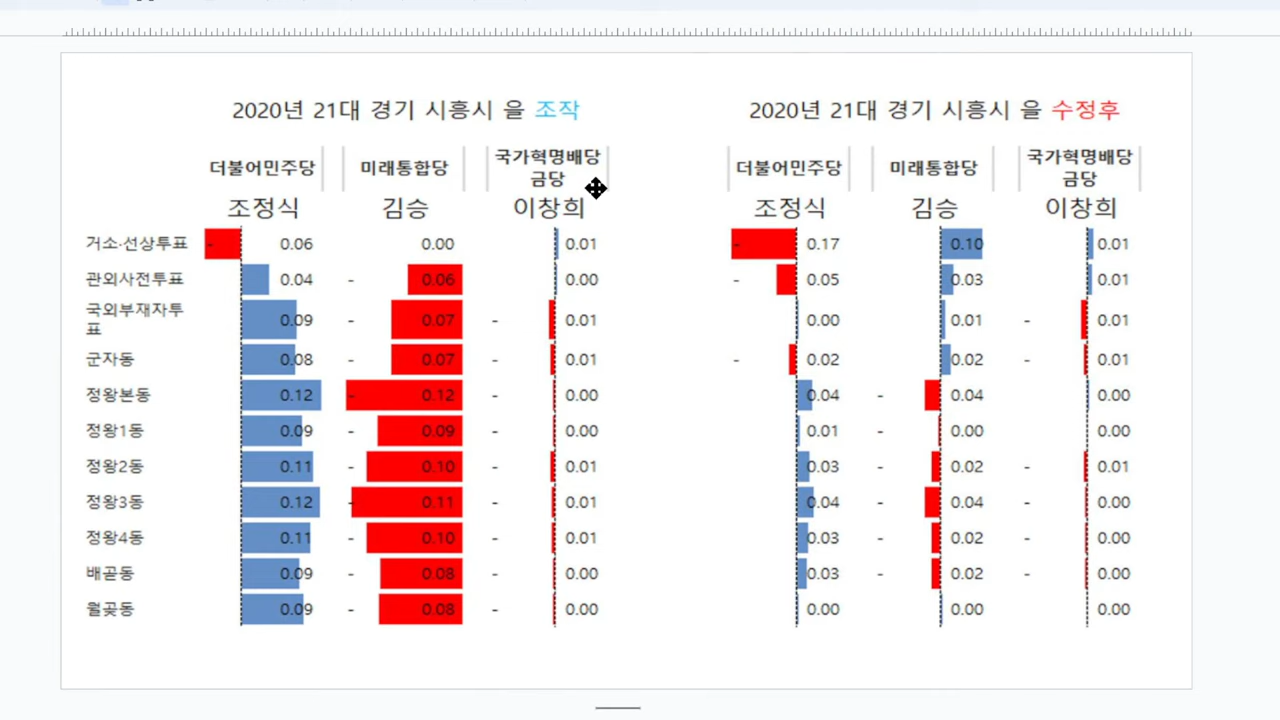 2020년 21대 경기 시흥시 을 조작
2020년 21대 경기 시흥시 을 수정후
더불어민주당 미래통합당 국가혁명배당
금당
더불어민주당 미래통합당 국가혁명배당
금당
조정식 김승 이창희
조정식 김승 이창희
거소·선상투표 - 0.06 0.00 0.01 - 0.17 0.10 0.01
관외사전투표 0.04 - 0.06 0.00 - 0.05 0.03 0.01
국외부재자투
표 0.09 - 0.07 - 0.01 0.00 0.01 - 0.01
군자동 0.08 - 0.07 - 0.01 - 0.02 0.02 - 0.01
정왕본동 0.12 - 0.12 - 0.00 0.04 - 0.04 0.00
정왕1동 0.09 - 0.09 - 0.00 0.01 - 0.00 0.00
정왕2동 0.11 - 0.10 - 0.01 0.03 - 0.02 - 0.01
정왕3동 0.12 - 0.11 - 0.01 0.04 - 0.04 - 0.00
정왕4동 0.11 - 0.10 - 0.01 0.03 - 0.02 - 0.00
배곧동 0.09 - 0.08 - 0.00 0.03 - 0.02 - 0.00
월곶동 0.09 - 0.08 - 0.00 0.00 0.00 0.00